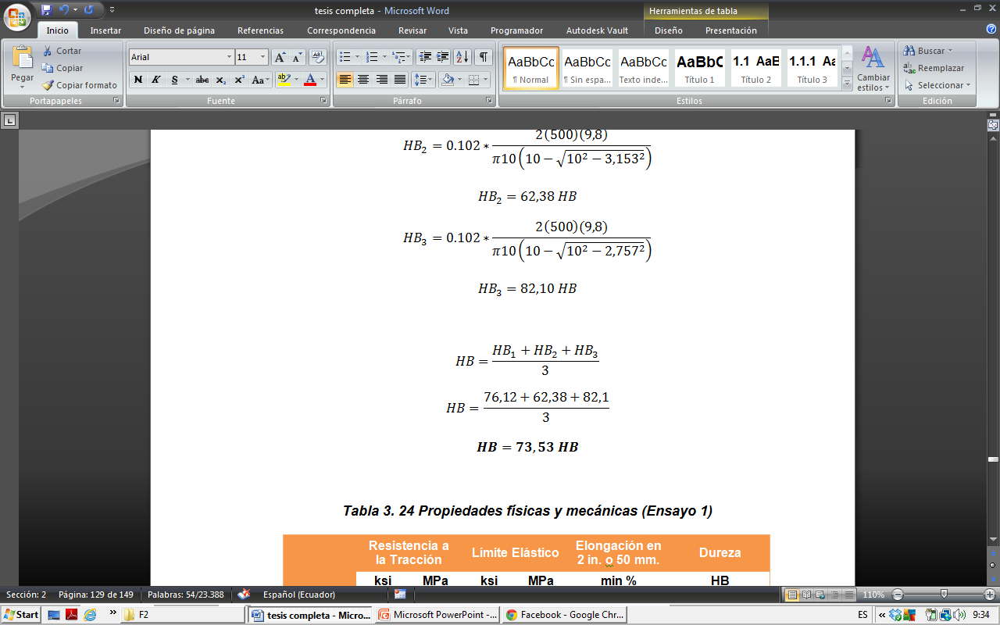 tesis completa - Microsoft Word
Herramientas de tabla
Inicio Insertar Diseño de página Referencias Correspondencia Revisar Vista Programador Autodesk Vault Diseño Presentación
Pegar
Cortar
Copiar
Copiar formato
Portapapeles
Arial 11
N K S abc x₂ x² Aa ab A
Fuente
Párrafo
AaBbCc AaBbCc AaBbCc AaBbC 1.1 AaB 1.1.1 Aa
¶ Normal ¶ Sin espa... Texto inde... Título 1 Título 2 Título 3
Cambiar estilos
Estilos
Buscar
Reemplazar
Seleccionar
Edición
HB₂ = 0.102 ∗ 2(500)(9,8) / π10(10 − √(10² − 3,153²))
HB₂ = 62,38 HB
HB₃ = 0.102 ∗ 2(500)(9,8) / π10(10 − √(10² − 2,757²))
HB₃ = 82,10 HB
HB = (HB₁ + HB₂ + HB₃) / 3
HB = (76,12 + 62,38 + 82,1) / 3
HB = 73,53 HB
Tabla 3. 24 Propiedades físicas y mecánicas (Ensayo 1)
Resistencia a la Tracción Límite Elástico Elongación en 2 in. o 50 mm. Dureza
ksi MPa ksi MPa min % HB
Sección: 2 Página: 129 de 149 Palabras: 54/23.388 Español (Ecuador) 110%
Start F2 tesis completa - Micro... Microsoft PowerPoint -... Facebook - Google Chr... ES 9:34